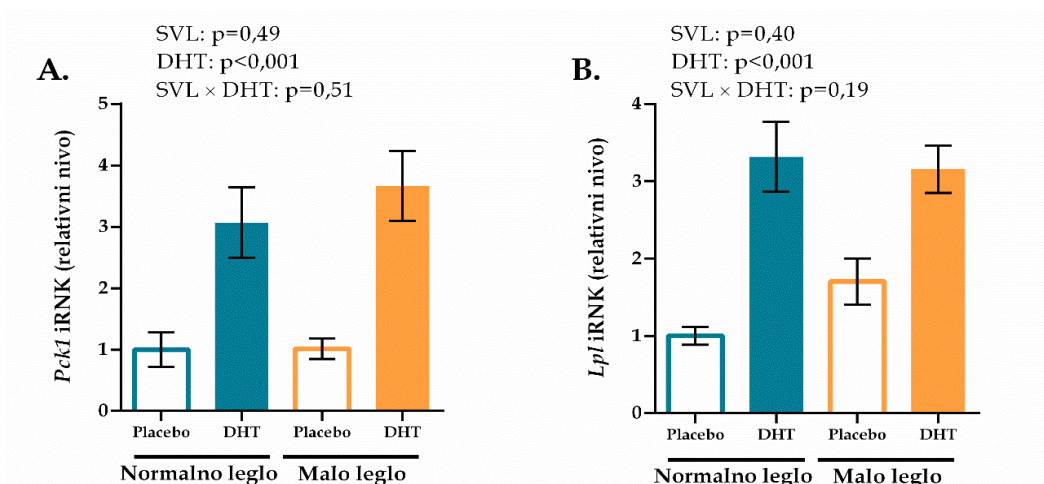 A.
SVL: p=0,49
DHT: p<0,001
SVL × DHT: p=0,51
Pck1 iRNK (relativni nivo)
5
4
3
2
1
0
Placebo DHT Placebo DHT
Normalno leglo Malo leglo
B.
SVL: p=0,40
DHT: p<0,001
SVL × DHT: p=0,19
Lpl iRNK (relativni nivo)
4
3
2
1
0
Placebo DHT Placebo DHT
Normalno leglo Malo leglo